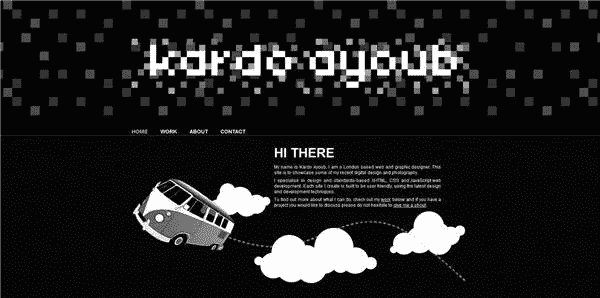 kardo ayoub
HOME WORK ABOUT CONTACT
HI THERE
My name is Kardo Ayoub, I am a London based web and graphic designer. This
site is to showcase some of my recent digital design and photography.
I specialise in design and standards-based XHTML, CSS and JavaScript web
development. Each site I create is built to be user friendly, using the latest design
and development techniques.
To find out more about what I can do, check out my work below and if you have a
project you would like to discuss please do not hesitate to give me a shout.